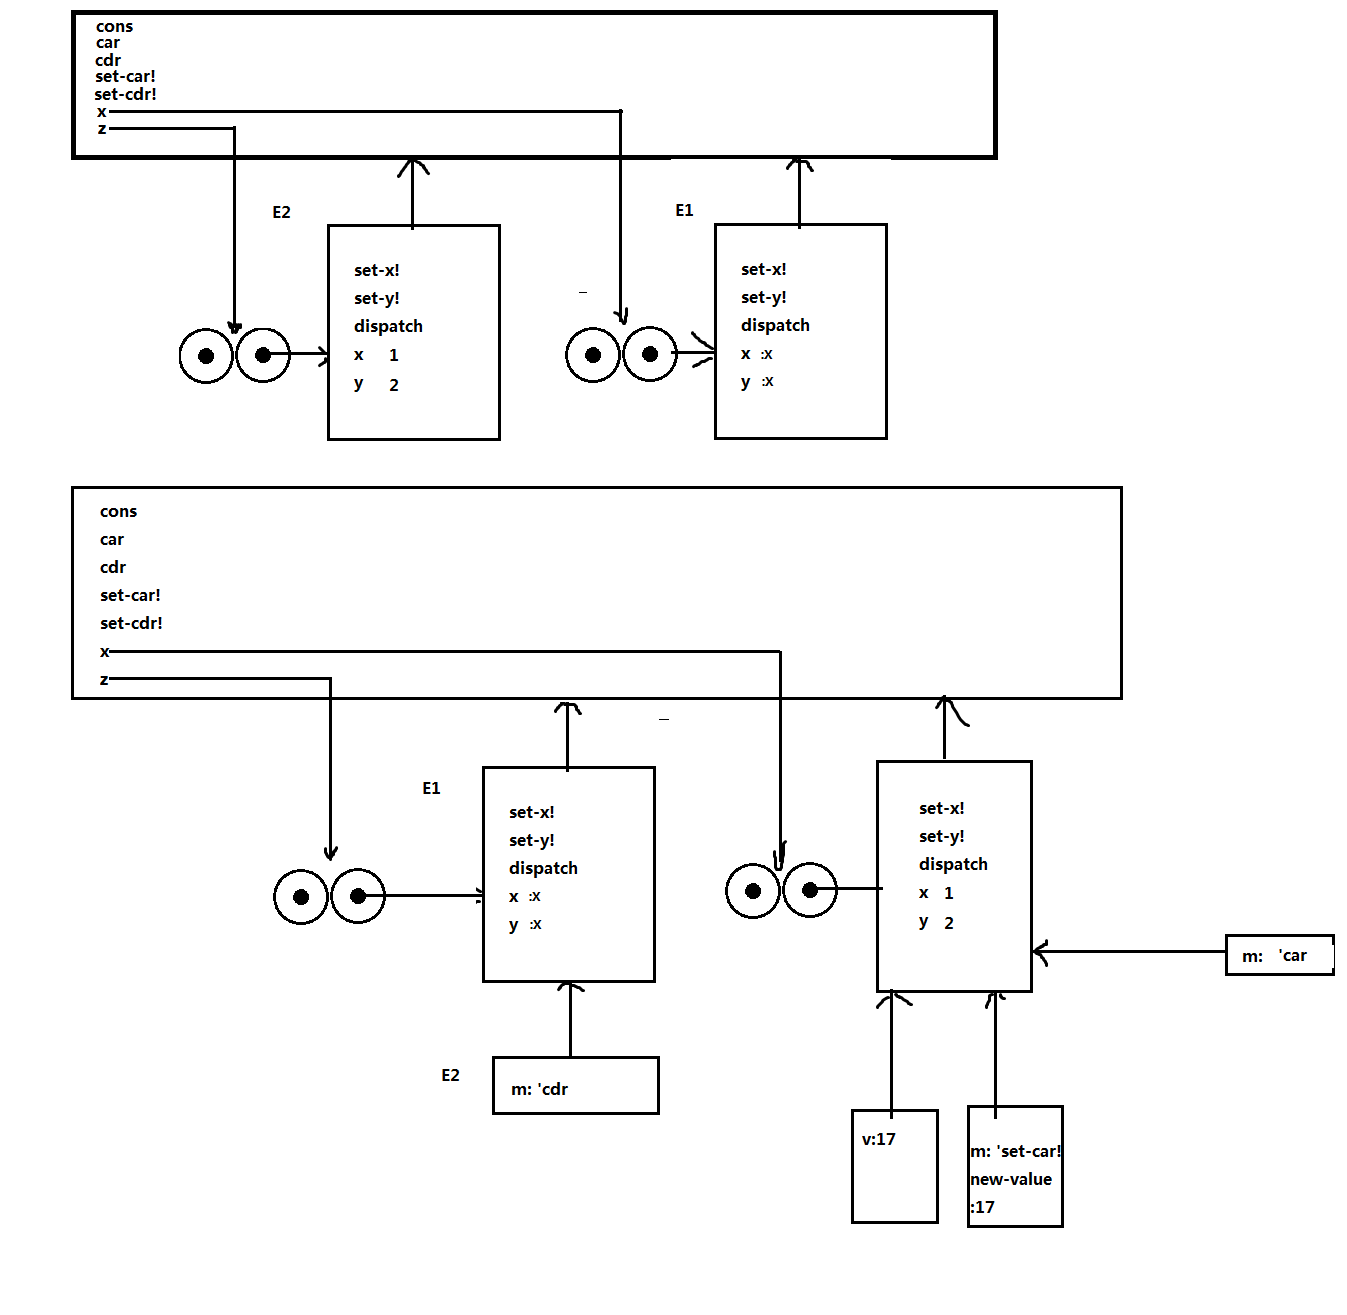 cons
car
cdr
set-car!
set-cdr!
x
z
E2
E1
set-x!
set-y!
dispatch
x 1
y 2
set-x!
set-y!
dispatch
x :X
y :X
cons
car
cdr
set-car!
set-cdr!
x
z
E1
set-x!
set-y!
dispatch
x :X
y :X
set-x!
set-y!
dispatch
x 1
y 2
m: 'car
E2
m: 'cdr
v:17
m: 'set-car!
new-value
:17